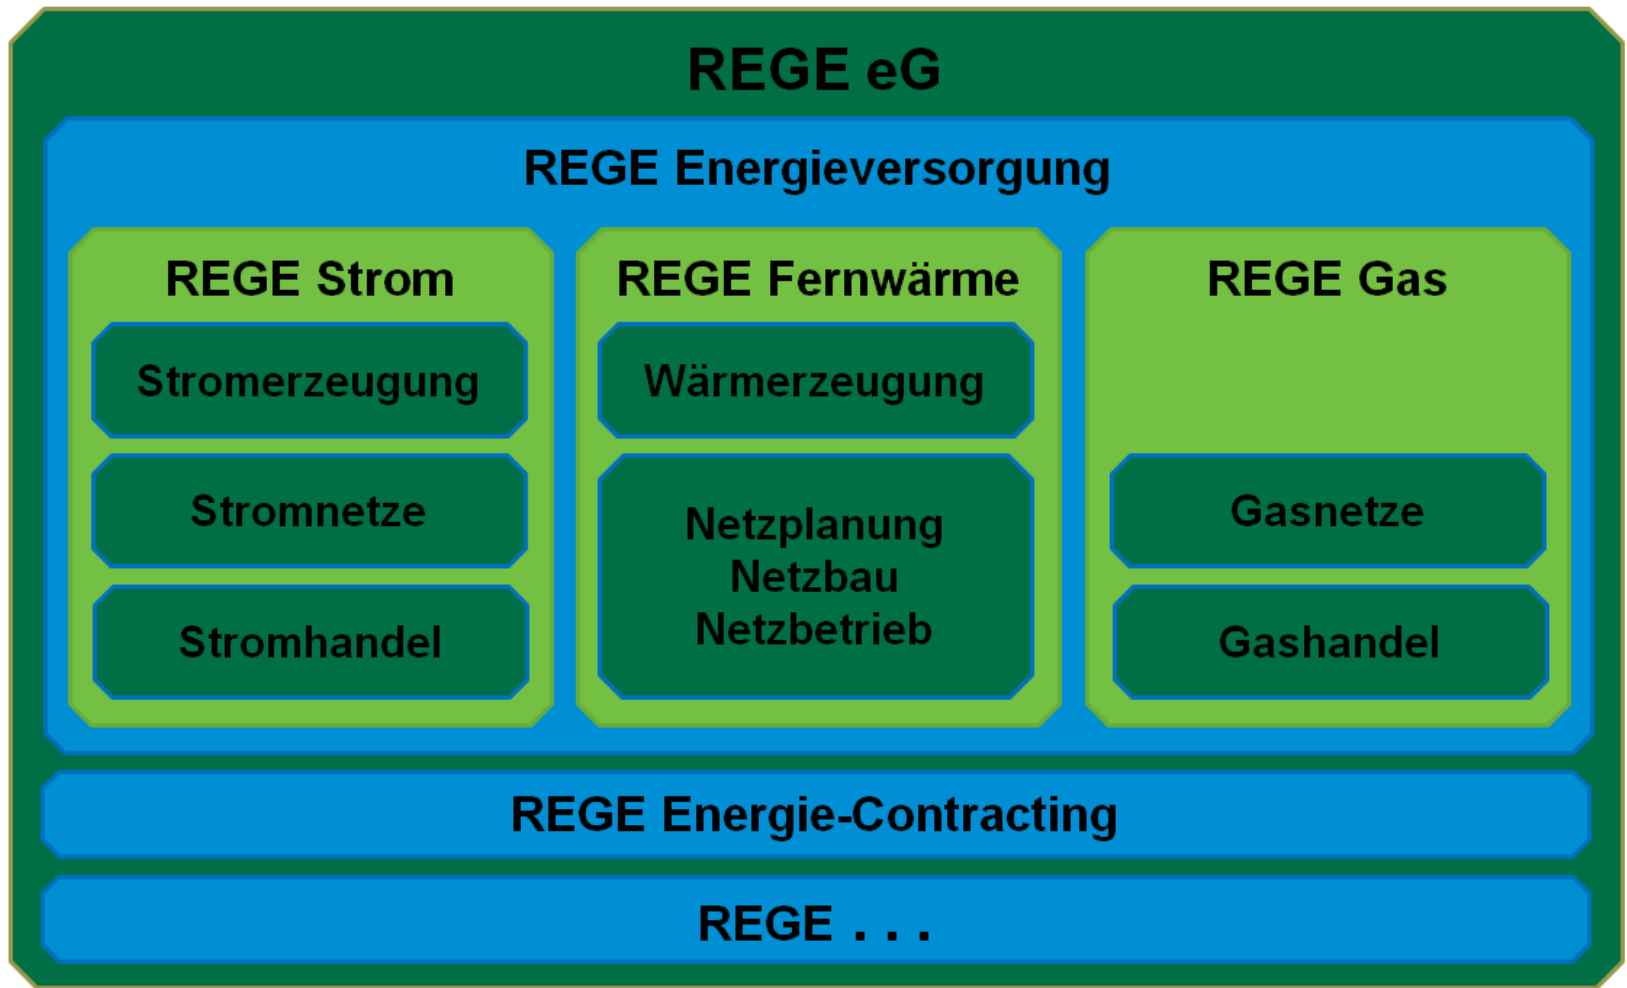 REGE eG
REGE Energieversorgung
REGE Strom
Stromerzeugung
Stromnetze
Stromhandel
REGE Fernwärme
Wärmerzeugung
Netzplanung
Netzbau
Netzbetrieb
REGE Gas
Gasnetze
Gashandel
REGE Energie-Contracting
REGE . . .